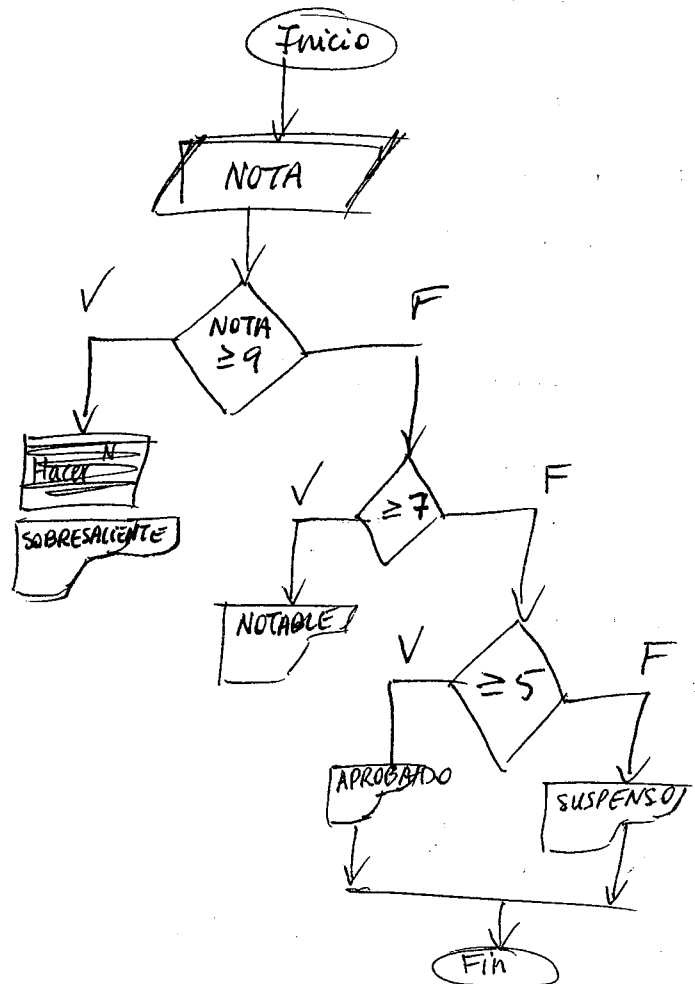 Inicio
NOTA
V
F
NOTA
≥9
Hacer N
SOBRESALIENTE
V
F
≥7
NOTABLE
V
F
≥5
APROBADO
SUSPENSO
Fin